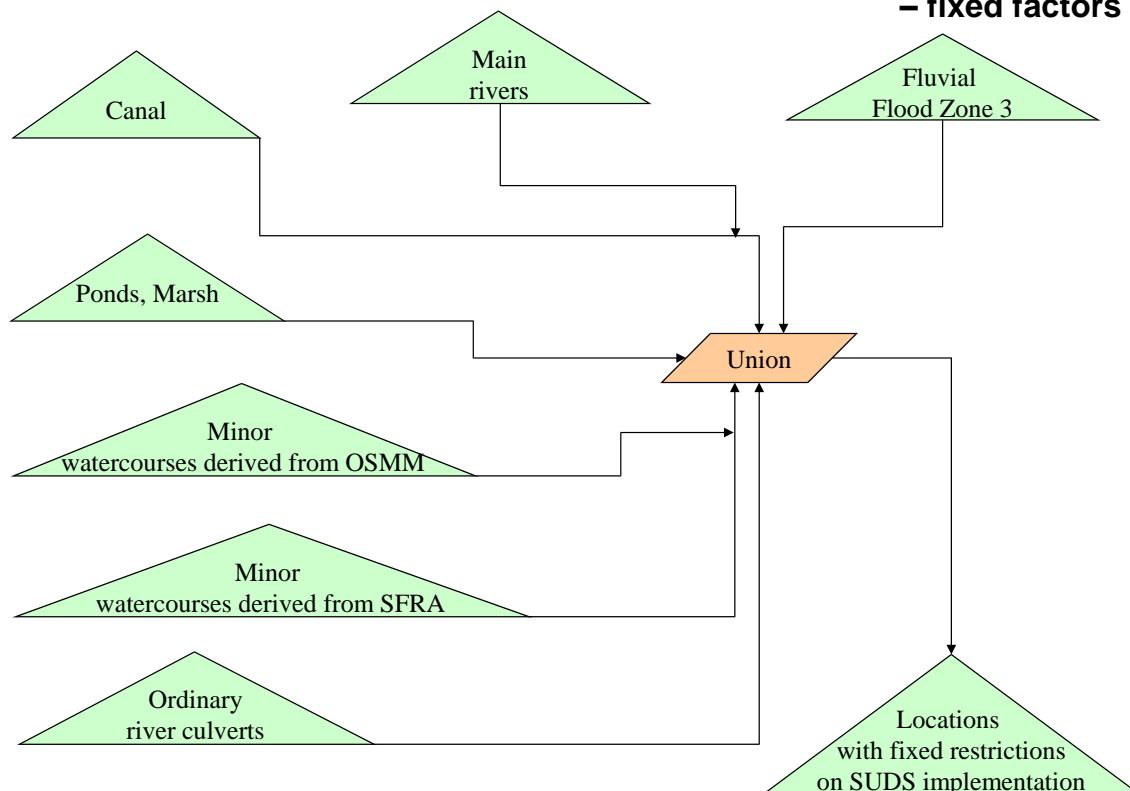 – fixed factors
Main
rivers
Fluvial
Flood Zone 3
Canal
Ponds, Marsh
Union
Minor
watercourses derived from OSMM
Minor
watercourses derived from SFRA
Ordinary
river culverts
Locations
with fixed restrictions
on SUDS implementation